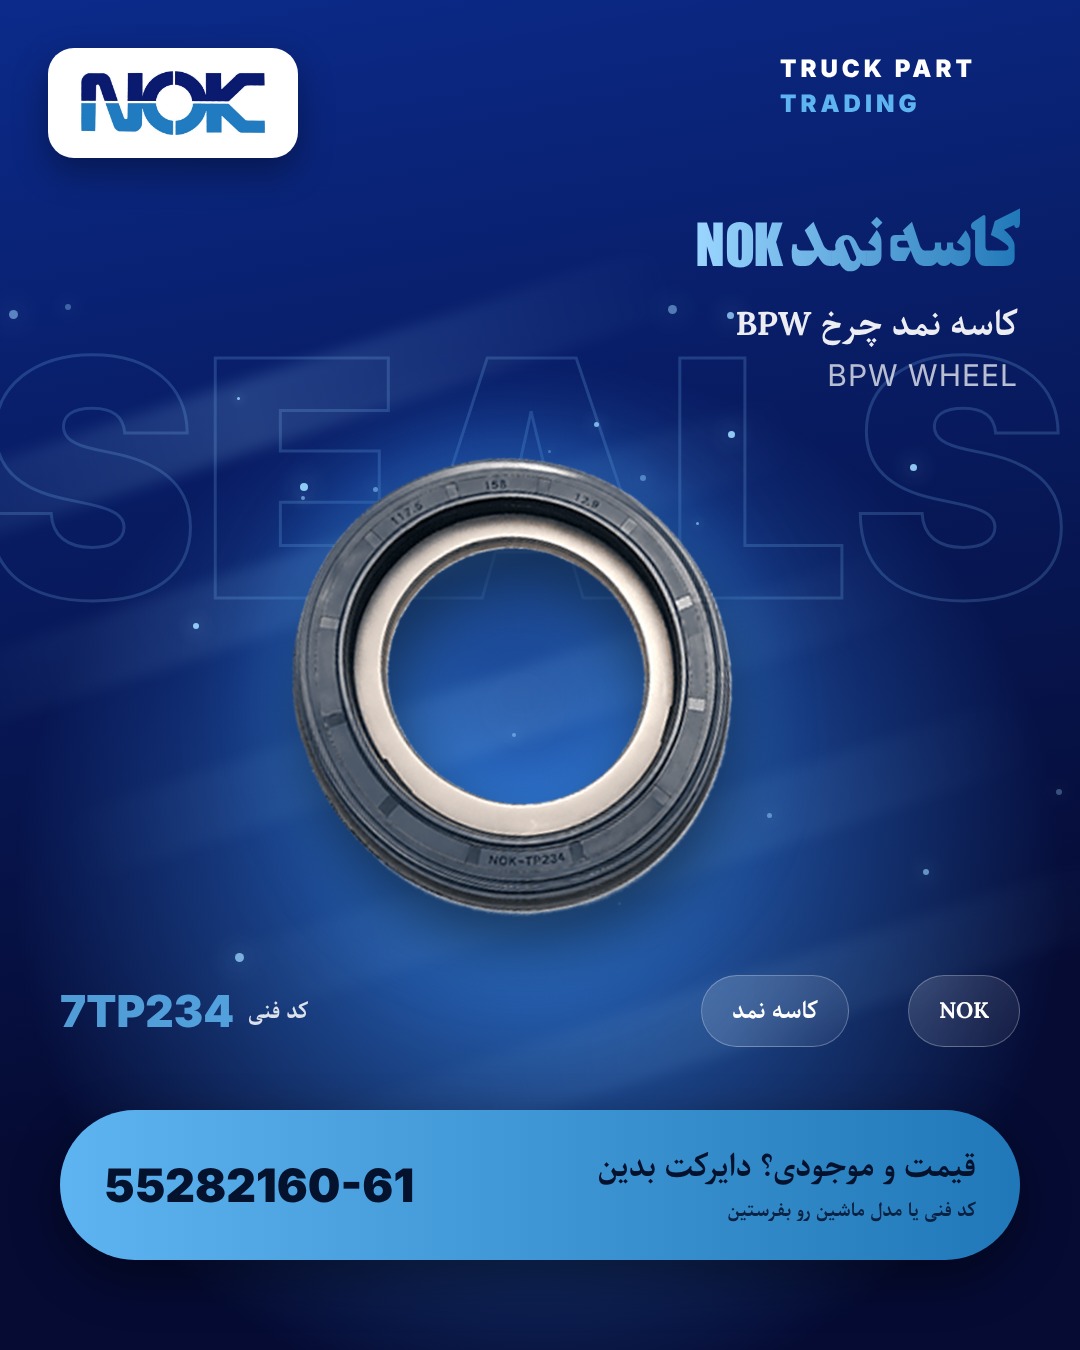 NOK
TRUCK PART
TRADING
کاسه نمد NOK
کاسه نمد چرخ BPW
BPW WHEEL
SEALS
117.5 158 17.9
NOK-TP234
7TP234 کد فنی
کاسه نمد
NOK
قیمت و موجودی؟ دایرکت بدین
کد فنی یا مدل ماشین رو بفرستین
55282160-61